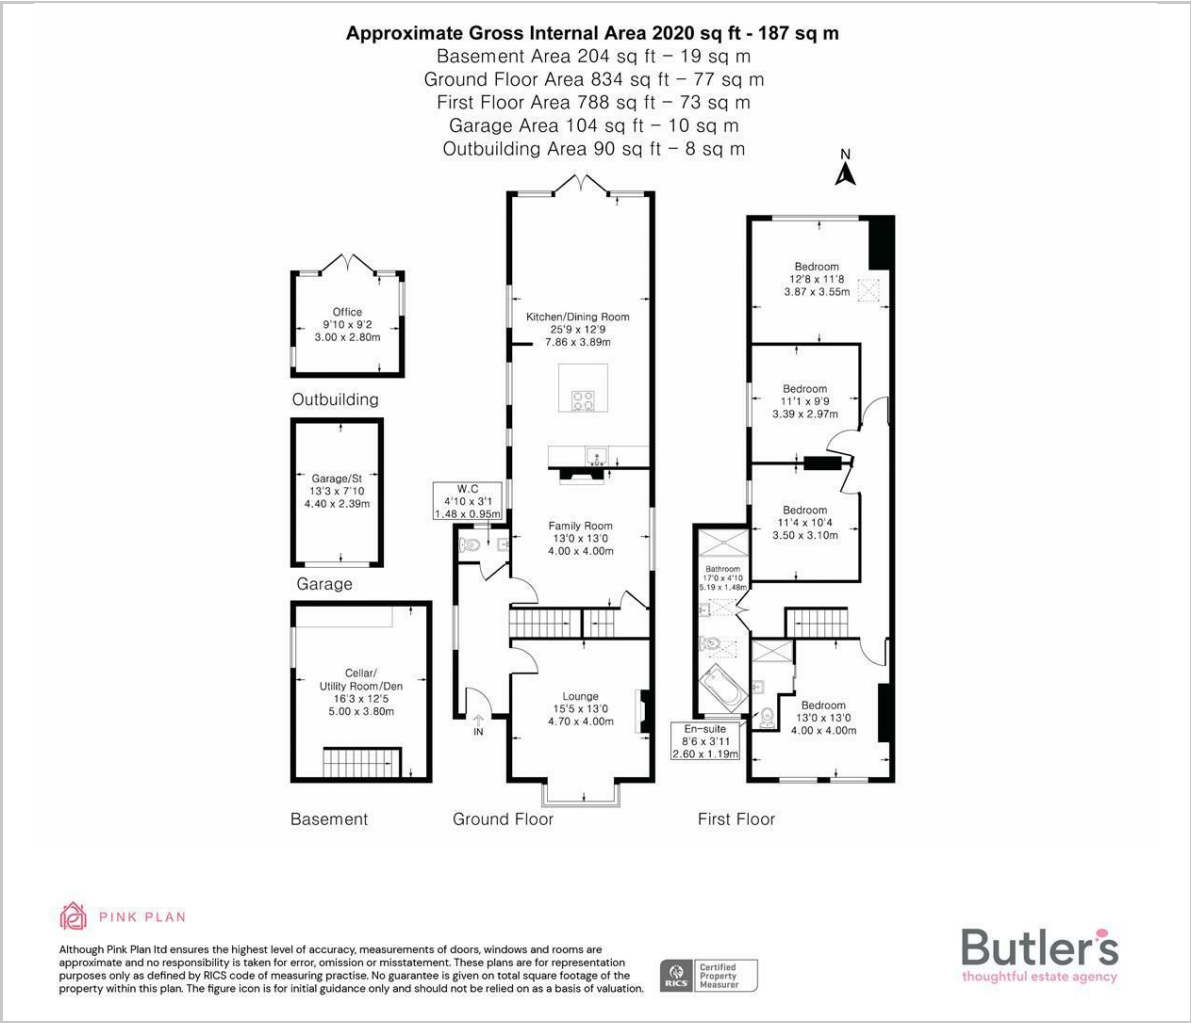 Approximate Gross Internal Area 2020 sq ft - 187 sq m
Basement Area 204 sq ft – 19 sq m
Ground Floor Area 834 sq ft – 77 sq m
First Floor Area 788 sq ft – 73 sq m
Garage Area 104 sq ft – 10 sq m
Outbuilding Area 90 sq ft – 8 sq m
N
Office
9'10 x 9'2
3.00 x 2.80m
Outbuilding
Garage/St
13'3 x 7'10
4.40 x 2.39m
Garage
Cellar/
Utility Room/Den
16'3 x 12'5
5.00 x 3.80m
Basement
Kitchen/Dining Room
25'9 x 12'9
7.86 x 3.89m
W.C
4'10 x 3'1
1.48 x 0.95m
Family Room
13'0 x 13'0
4.00 x 4.00m
Lounge
15'5 x 13'0
4.70 x 4.00m
IN
Ground Floor
Bedroom
12'8 x 11'8
3.87 x 3.55m
Bedroom
11'1 x 9'9
3.39 x 2.97m
Bedroom
11'4 x 10'4
3.50 x 3.10m
Bathroom
17'0 x 4'10
5.19 x 1.48m
Bedroom
13'0 x 13'0
4.00 x 4.00m
En-suite
8'6 x 3'11
2.60 x 1.19m
First Floor
PINK PLAN
Although Pink Plan ltd ensures the highest level of accuracy, measurements of doors, windows and rooms are
approximate and no responsibility is taken for error, omission or misstatement. These plans are for representation
purposes only as defined by RICS code of measuring practise. No guarantee is given on total square footage of the
property within this plan. The figure icon is for initial guidance only and should not be relied on as a basis of valuation.
RICS
Certified
Property
Measurer
Butler's
thoughtful estate agency